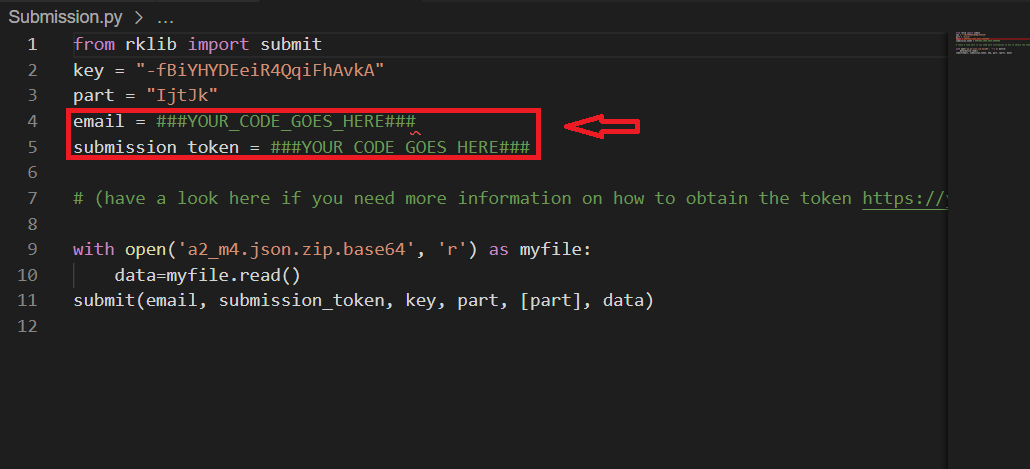 Submission.py > ...
1 from rklib import submit
2 key = "-fBiYHYDEeiR4QqiFhAvkA"
3 part = "IjtJk"
4 email = ###YOUR_CODE_GOES_HERE###
5 submission_token = ###YOUR_CODE_GOES_HERE###
6
7 # (have a look here if you need more information on how to obtain the token https://
8
9 with open('a2_m4.json.zip.base64', 'r') as myfile:
10 data=myfile.read()
11 submit(email, submission_token, key, part, [part], data)
12